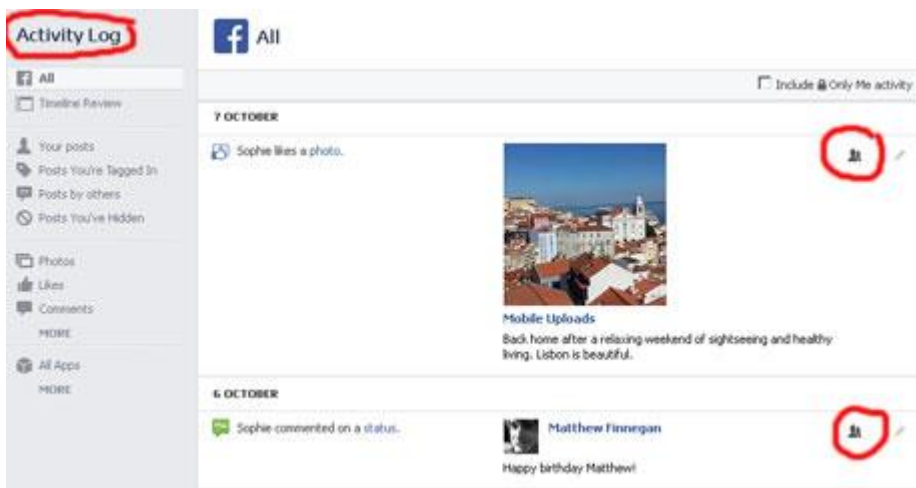 Activity Log
All
Timeline Review
Your posts
Posts You're Tagged In
Posts by others
Posts You've Hidden
Photos
Likes
Comments
MORE
All Apps
MORE
f All
Include Only Me activity
7 OCTOBER
Sophie likes a photo.
Mobile Uploads
Back home after a relaxing weekend of sightseeing and healthy
living. Lisbon is beautiful.
6 OCTOBER
Sophie commented on a status.
Matthew Finnegan
Happy birthday Matthew!